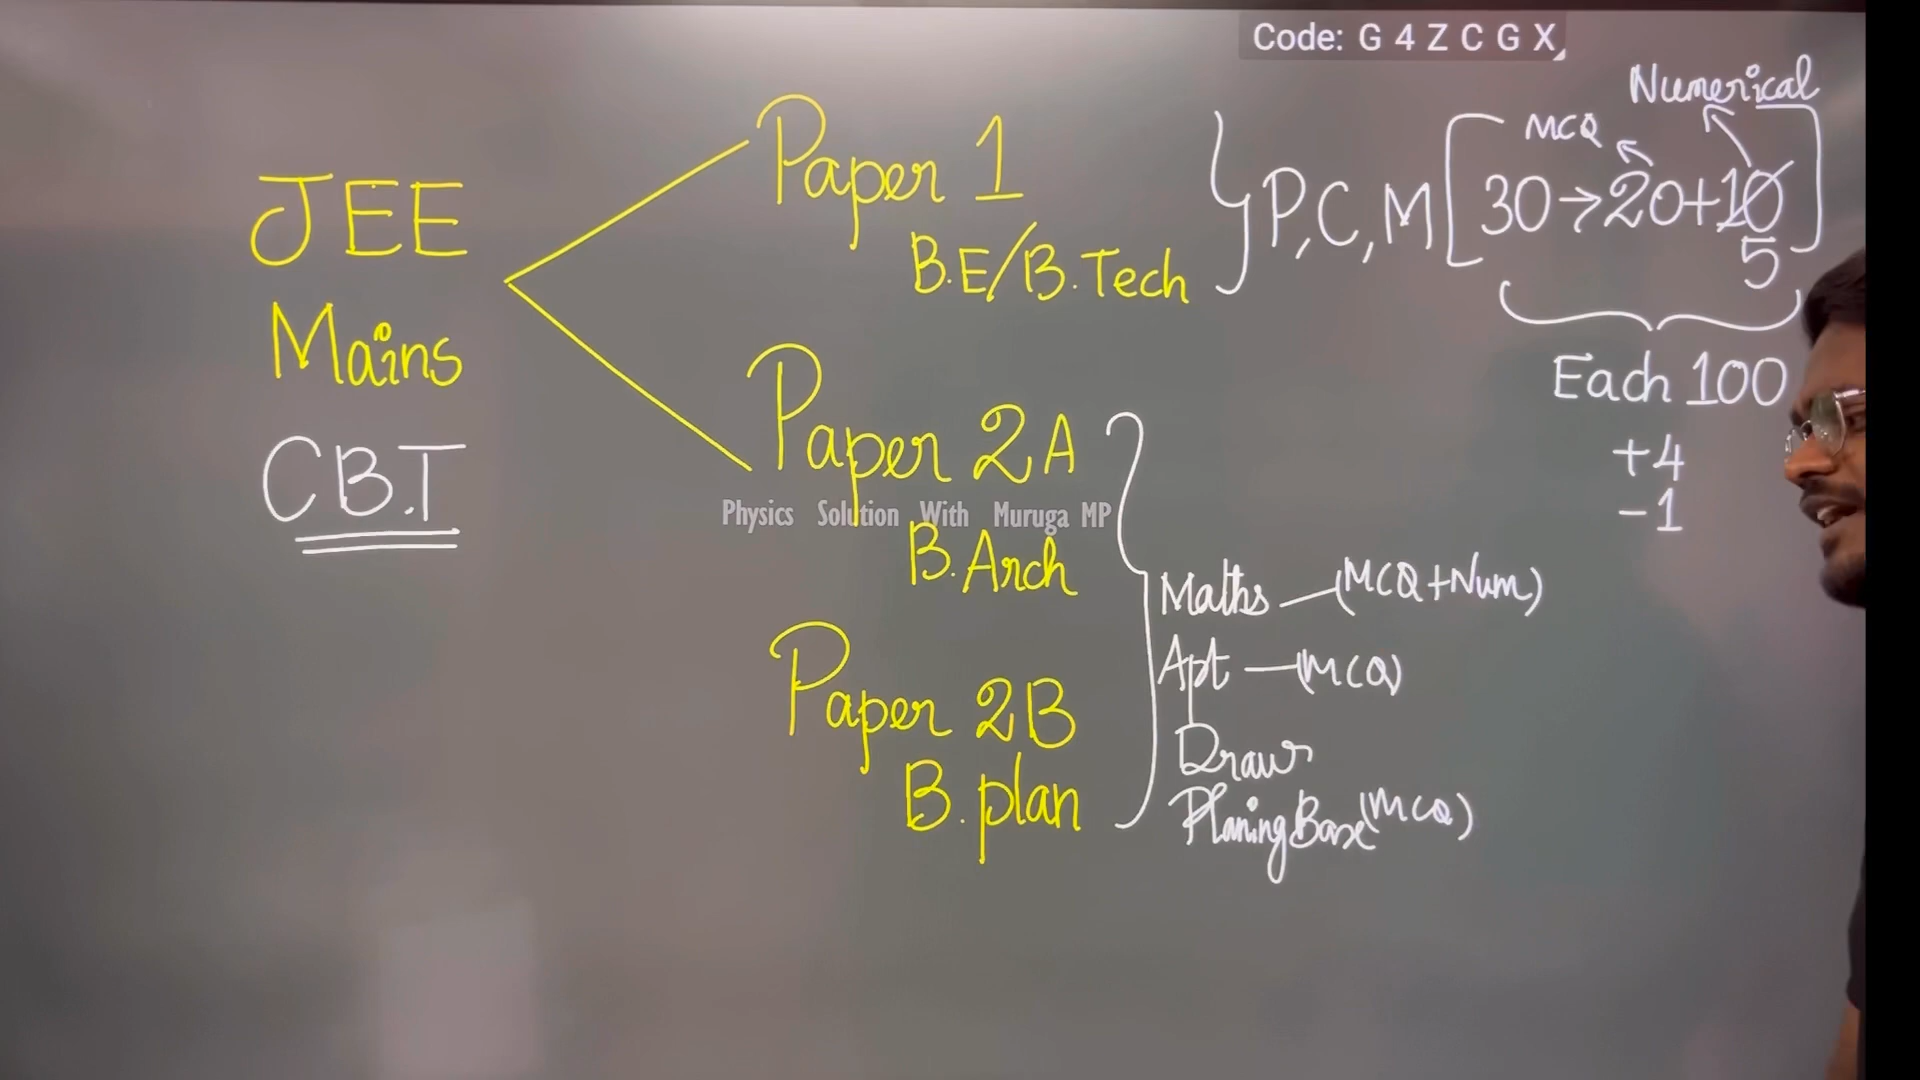 Code: G 4 Z C G X
JEE
Mains
CB.T
Paper 1
B.E/B.Tech
P,C,M [30→20+10]
MCQ
Numerical
5
Each 100
+4
-1
Paper 2A
Physics Solution With Muruga MP
B.Arch
Paper 2B
B.plan
Maths —(MCQ+Num)
Apt —(MCQ)
Draw
Planing Base(MCQ)